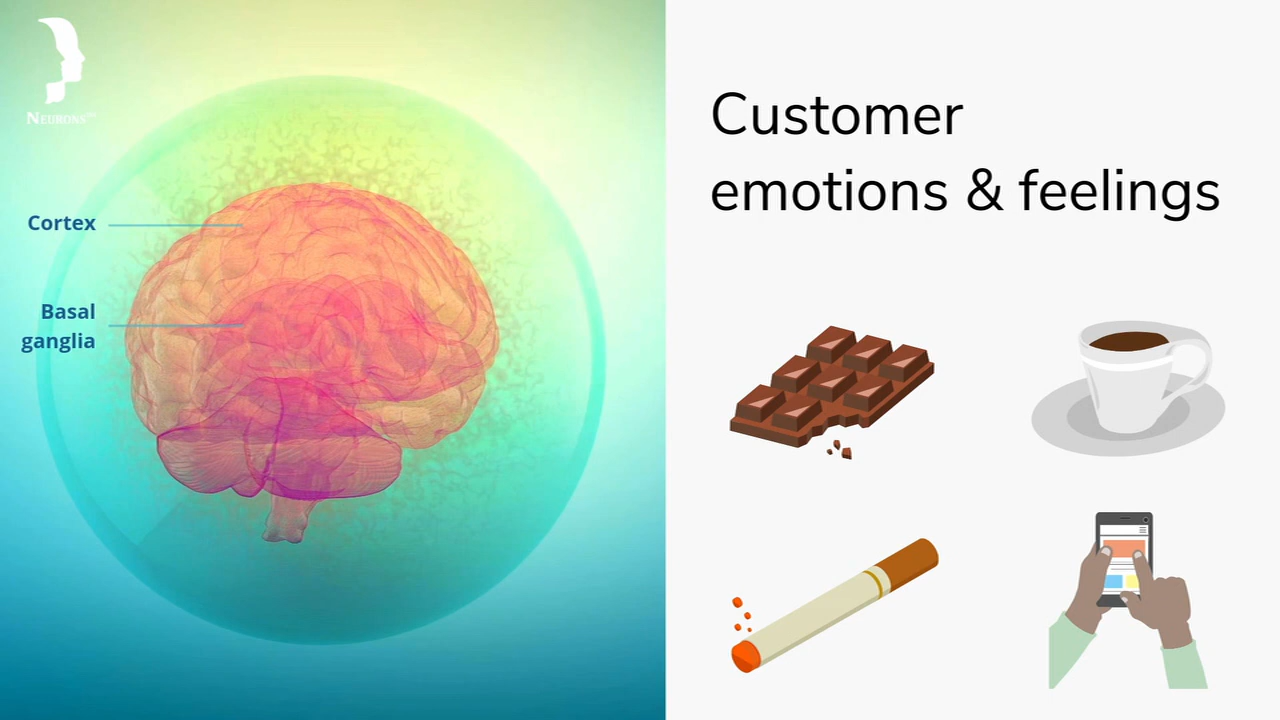 NEURONS
Cortex
Basal
ganglia
Customer
emotions & feelings